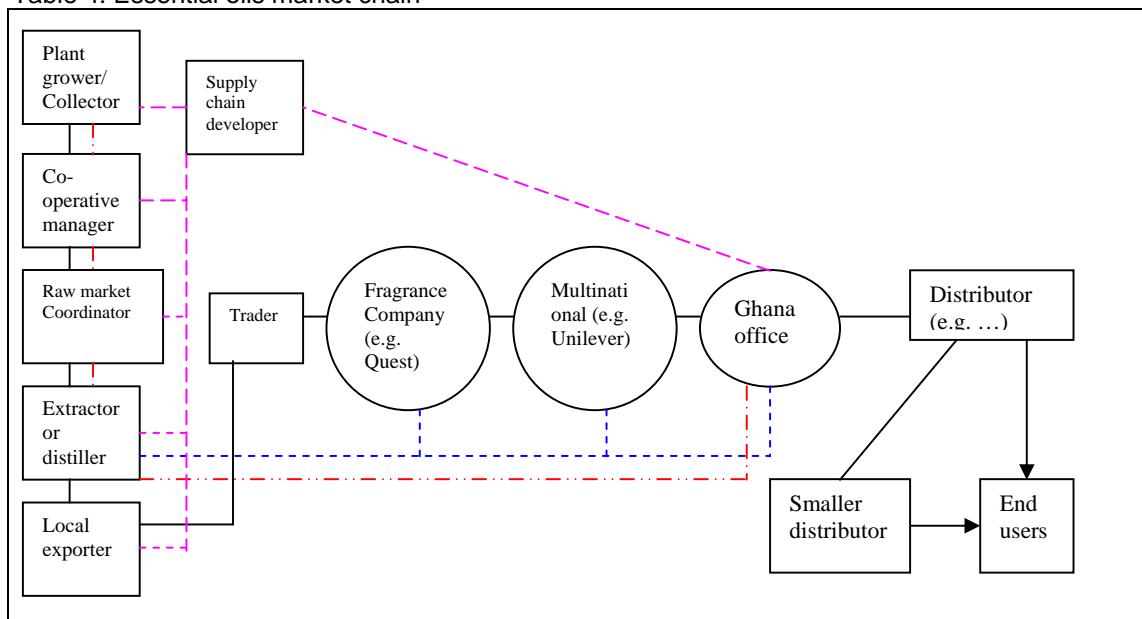 Table 4: Essential oils market chain
Plant
grower/
Collector
Supply
chain
developer
Co-
operative
manager
Raw market
Coordinator
Trader
Fragrance
Company
(e.g.
Quest)
Multinati
onal (e.g.
Unilever)
Ghana
office
Distributor
(e.g. …)
Extractor
or
distiller
Local
exporter
Smaller
distributor
End
users